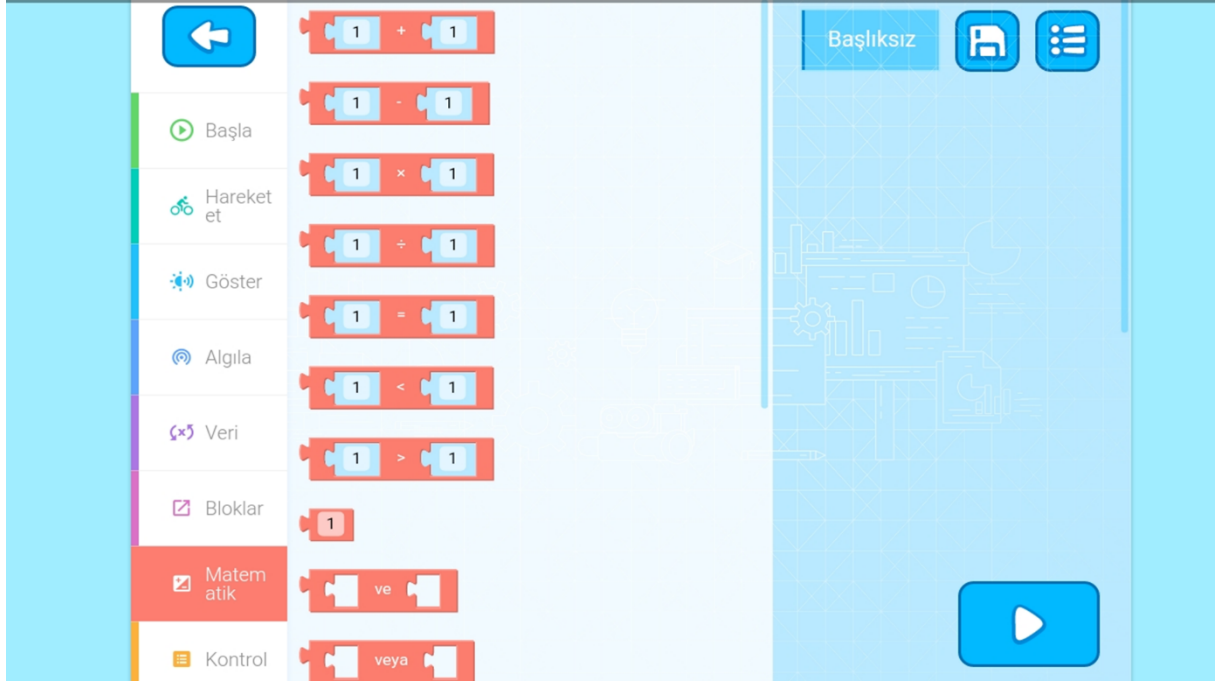 Başlıksız
Başla
Hareket
et
Göster
Algıla
Veri
Bloklar
Matem
atik
Kontrol
1 + 1
1 - 1
1 × 1
1 ÷ 1
1 = 1
1 < 1
1 > 1
1
ve
veya